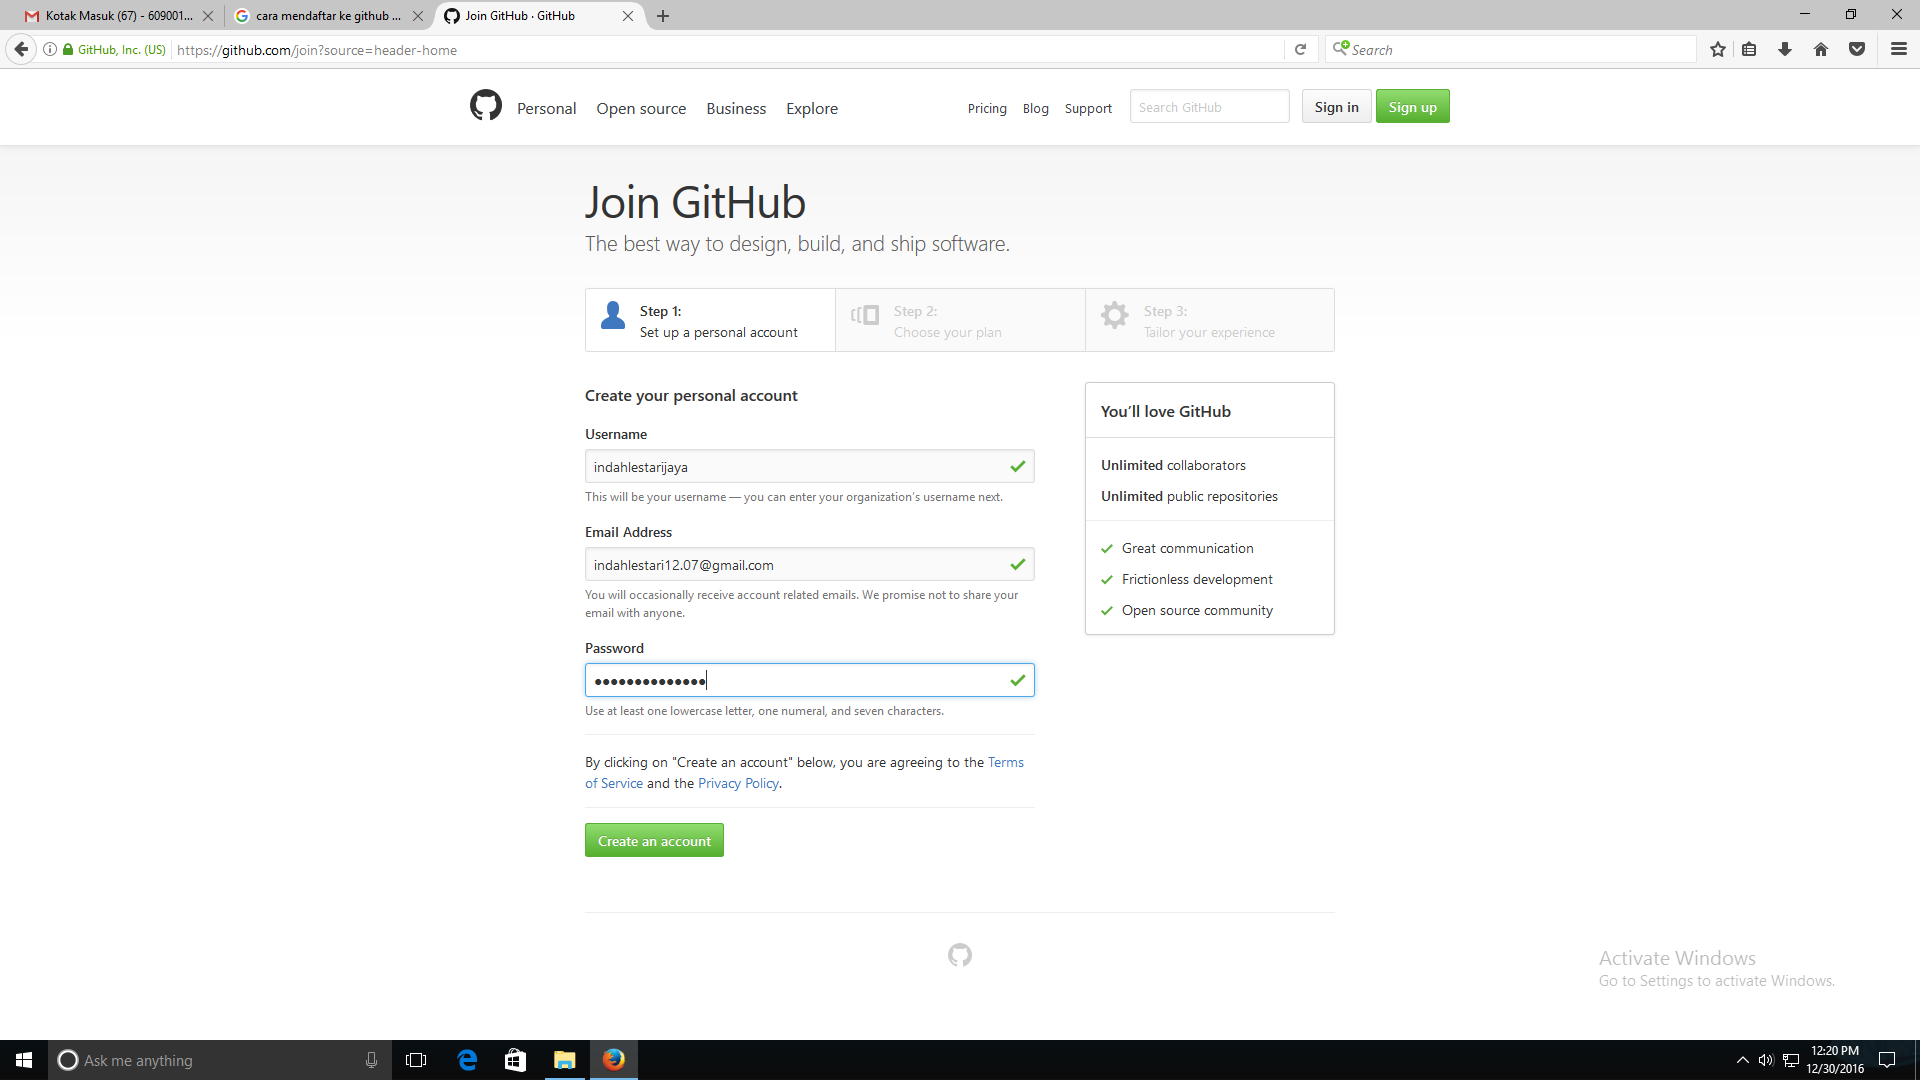 Kotak Masuk (67) - 609001...
cara mendaftar ke github ...
Join GitHub · GitHub
GitHub, Inc. (US)
https://github.com/join?source=header-home
Search
Personal
Open source
Business
Explore
Pricing
Blog
Support
Search GitHub
Sign in
Sign up
Join GitHub
The best way to design, build, and ship software.
Step 1:
Set up a personal account
Step 2:
Choose your plan
Step 3:
Tailor your experience
Create your personal account
Username
indahlestarijaya
This will be your username — you can enter your organization's username next.
Email Address
indahlestari12.07@gmail.com
You will occasionally receive account related emails. We promise not to share your
email with anyone.
Password
••••••••••••••
Use at least one lowercase letter, one numeral, and seven characters.
By clicking on "Create an account" below, you are agreeing to the Terms
of Service and the Privacy Policy.
Create an account
You'll love GitHub
Unlimited collaborators
Unlimited public repositories
Great communication
Frictionless development
Open source community
Activate Windows
Go to Settings to activate Windows.
Ask me anything
12:20 PM
12/30/2016